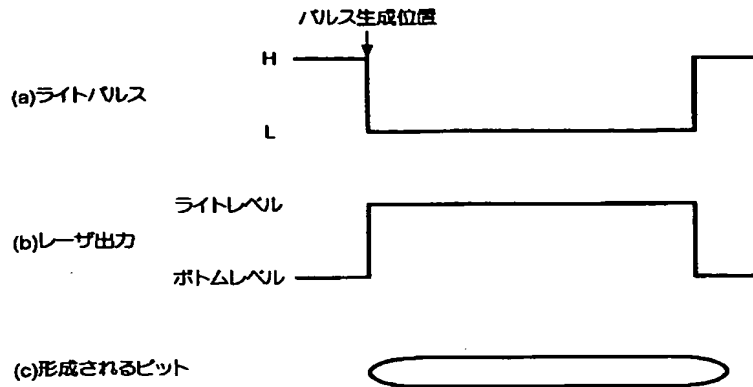 パルス生成位置
H
(a)ライトパルス
L
ライトレベル
(b)レーザ出力
ボトムレベル
(c)形成されるピット